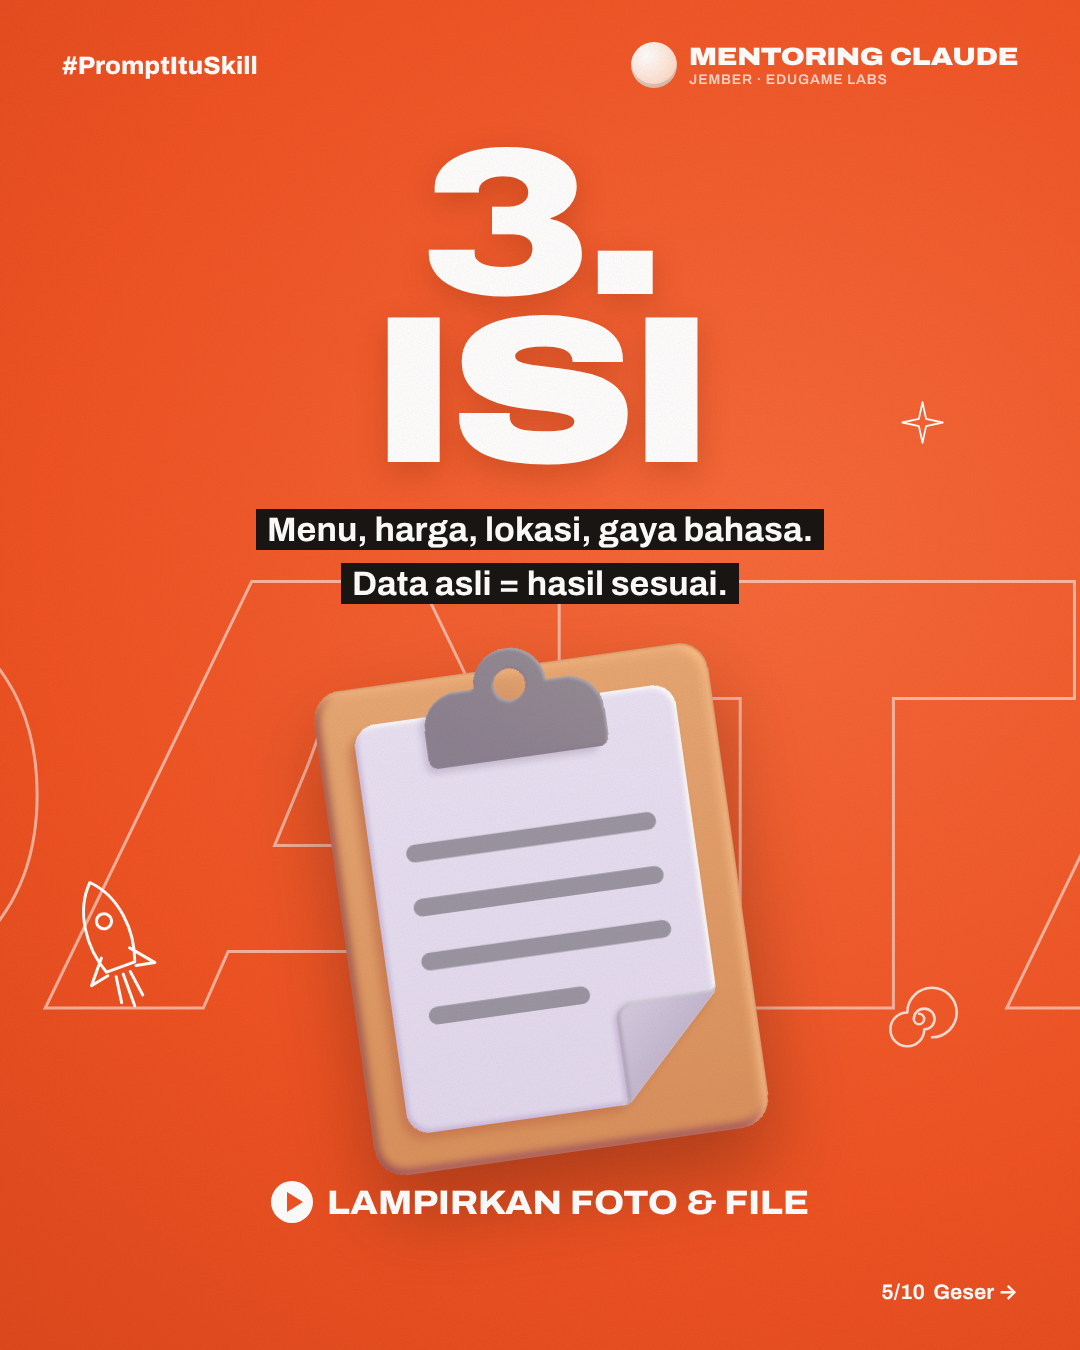 #PromptItuSkill
MENTORING CLAUDE
JEMBER · EDUGAME LABS
3.
ISI
Menu, harga, lokasi, gaya bahasa.
Data asli = hasil sesuai.
LAMPIRKAN FOTO & FILE
5/10 Geser →